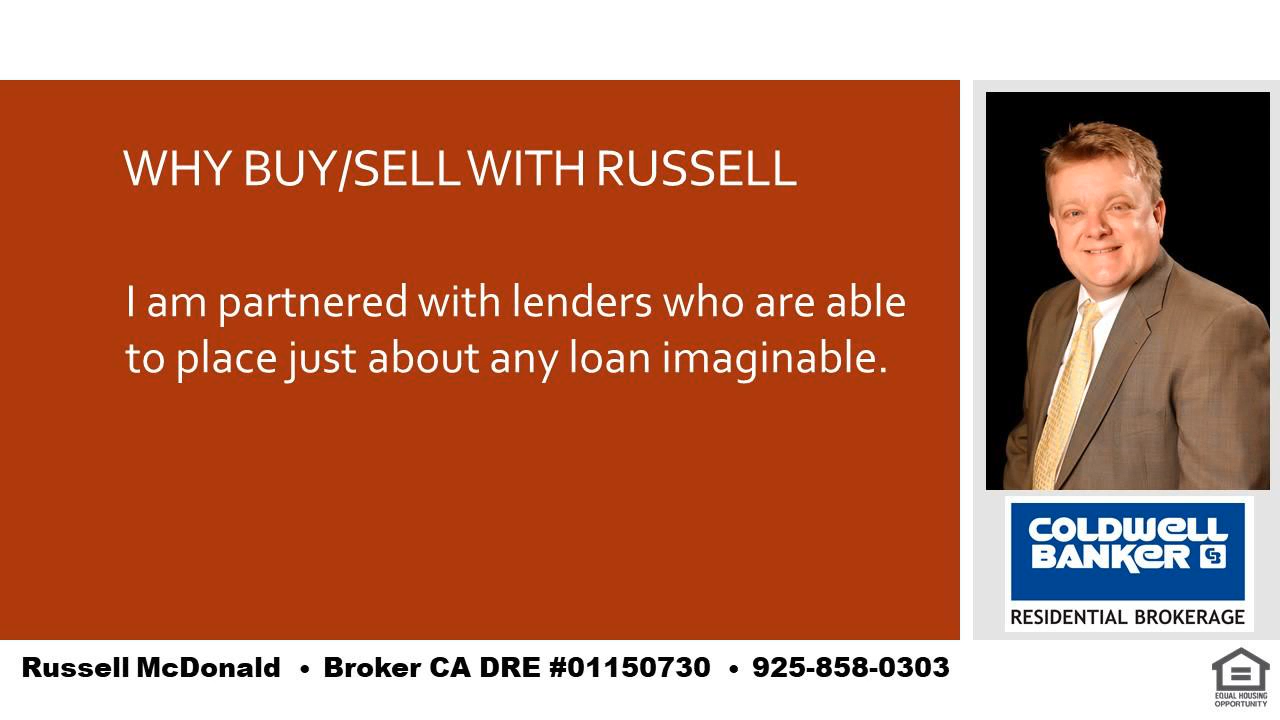 WHY BUY/SELL WITH RUSSELL
I am partnered with lenders who are able
to place just about any loan imaginable.
COLDWELL
BANKER CB
RESIDENTIAL BROKERAGE
Russell McDonald • Broker CA DRE #01150730 • 925-858-0303
EQUAL HOUSING
OPPORTUNITY